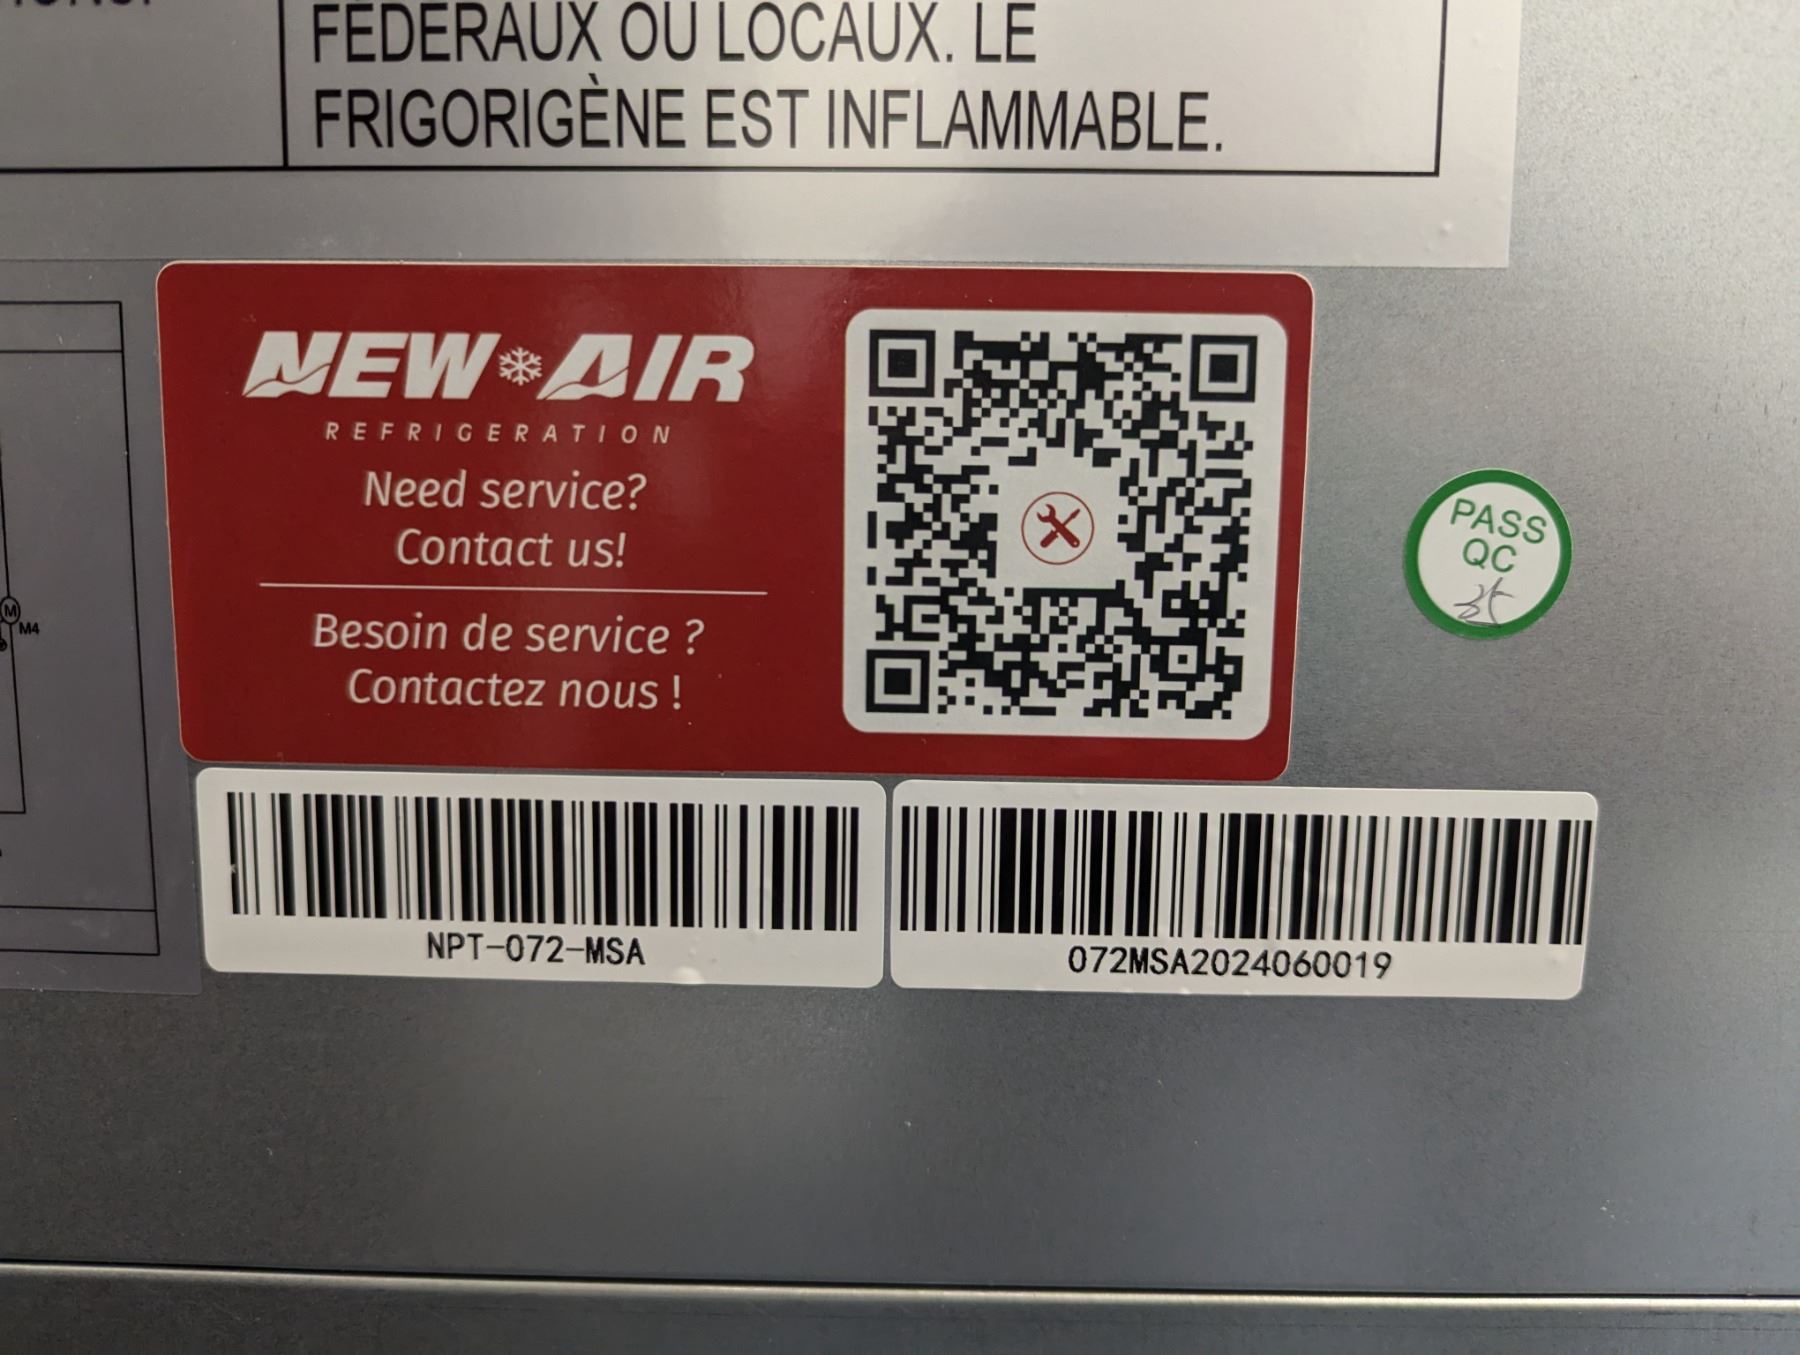 FÉDÉRAUX OU LOCAUX. LE
FRIGORIGÈNE EST INFLAMMABLE.
NEW AIR
REFRIGERATION
Need service?
Contact us!
Besoin de service ?
Contactez nous !
PASS
QC
M
M4
NPT-072-MSA
072MSA2024060019